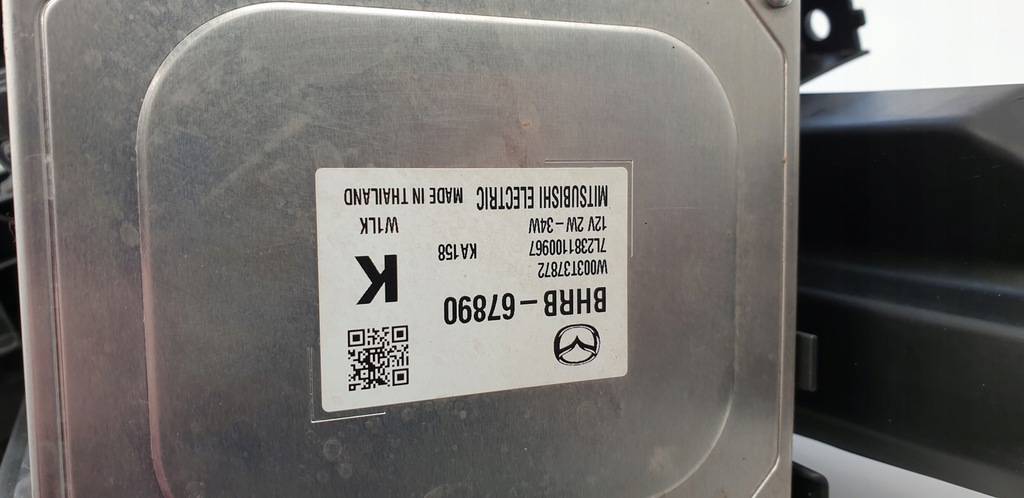 BHRB-67890
W003T37872
7L2381100967 KA158
K
12V 2W-34W W1LK
MITSUBISHI ELECTRIC MADE IN THAILAND